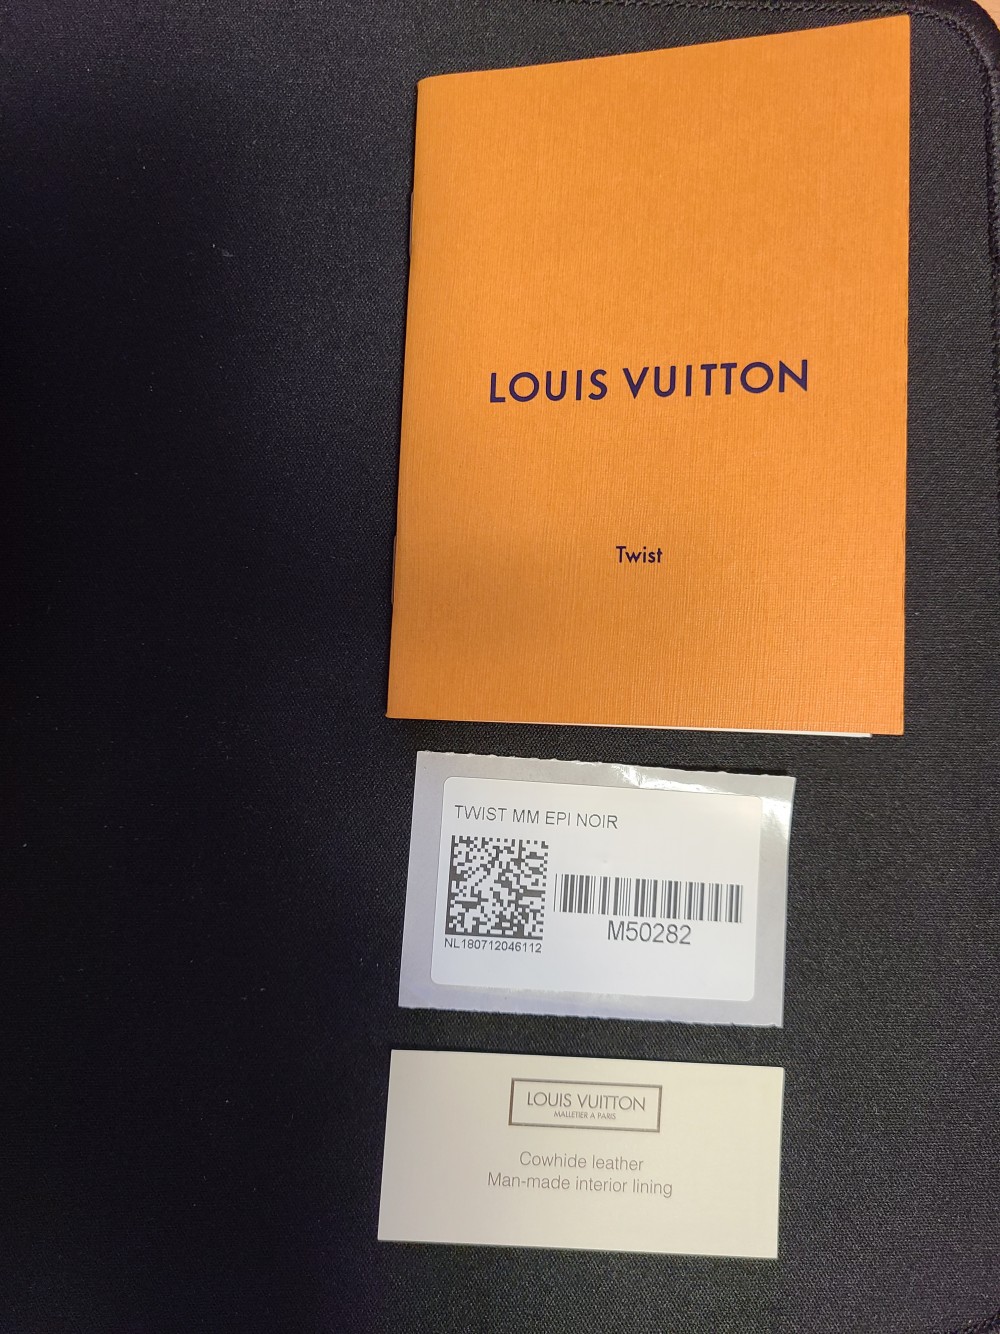 LOUIS VUITTON
Twist
TWIST MM EPI NOIR
NL180712046112
M50282
LOUIS VUITTON
MALLETIER A PARIS
Cowhide leather
Man-made interior lining